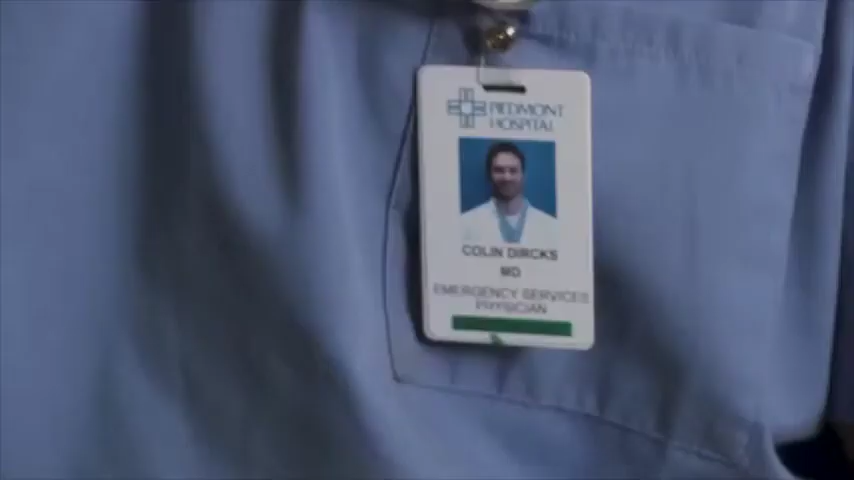 PIEDMONT
HOSPITAL
COLIN DIRCKS
MD
EMERGENCY SERVICES
PHYSICIAN